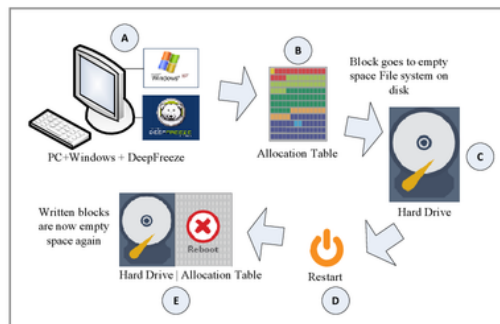 A
B
Block goes to empty
space File system on
disk
PC+Windows + DeepFreeze
Allocation Table
C
Hard Drive
Written blocks
are now empty
space again
Reboot
Restart
Hard Drive | Allocation Table
E
D